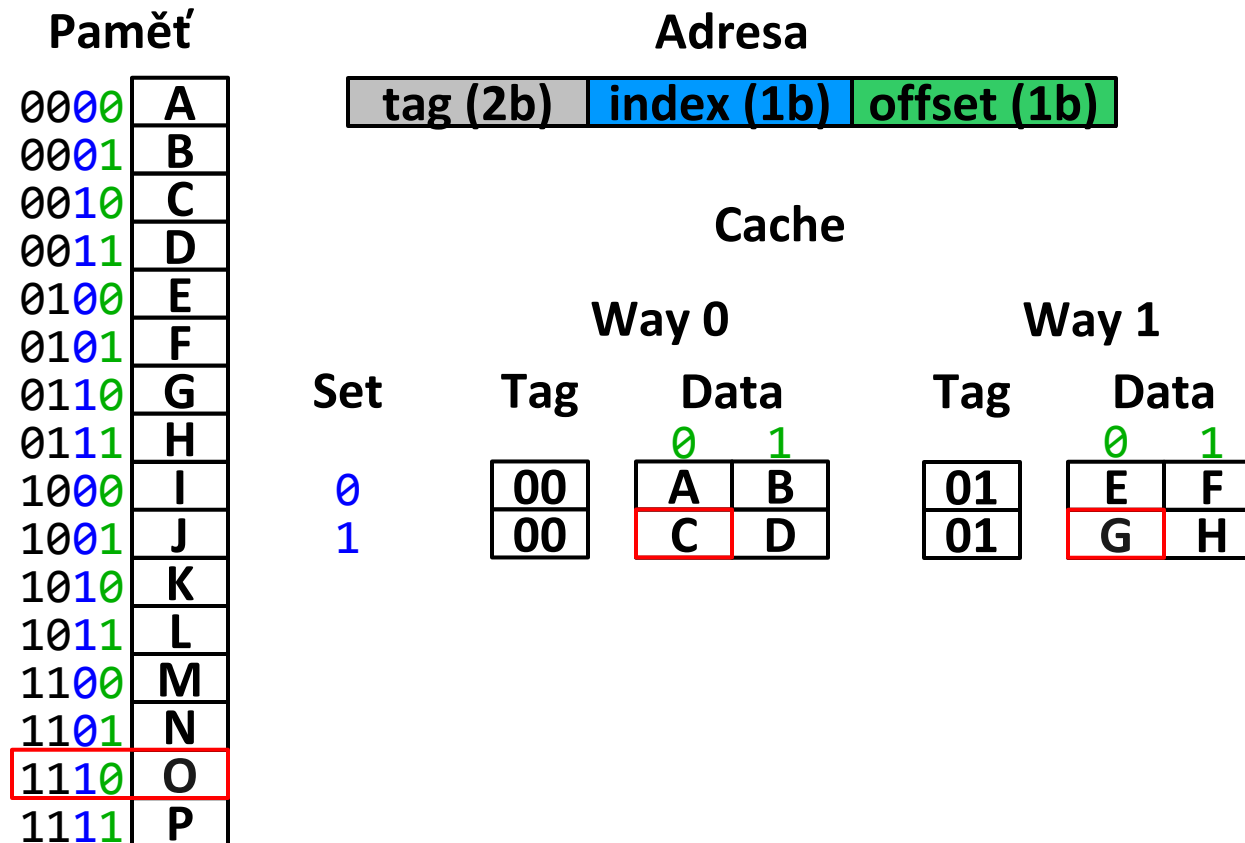 Paměť
Adresa
0000 A
tag (2b) index (1b) offset (1b)
0001 B
0010 C
Cache
0011 D
0100 E
Way 0 Way 1
0101 F
0110 G
Set Tag Data Tag Data
0111 H
0 1 0 1
1000 I
0 00 A B 01 E F
1001 J
1 00 C D 01 G H
1010 K
1011 L
1100 M
1101 N
1110 O
1111 P